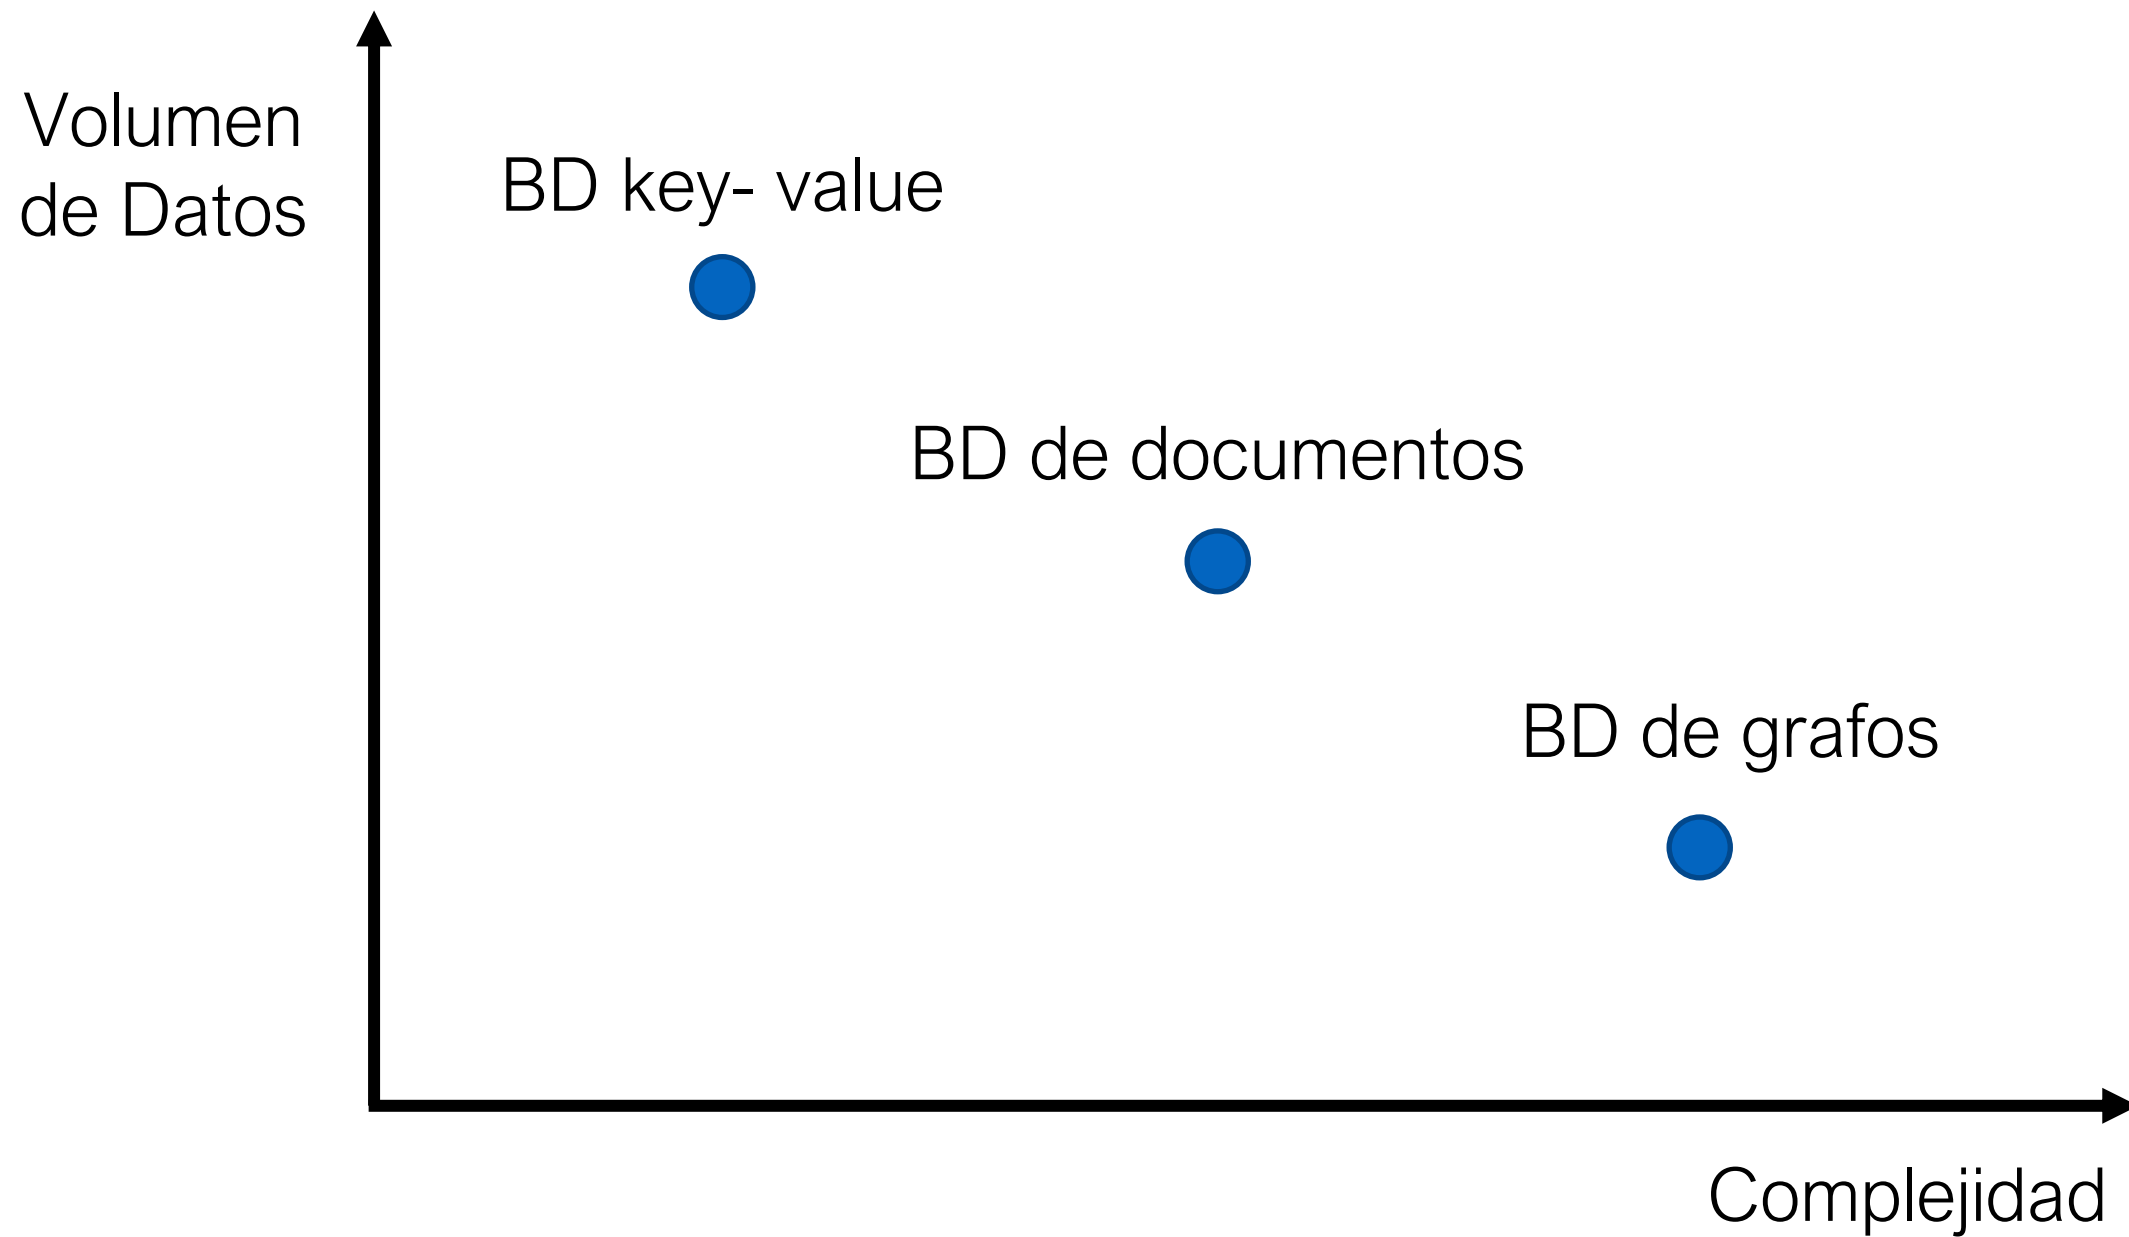 Volumen
de Datos
BD key- value
BD de documentos
BD de grafos
Complejidad